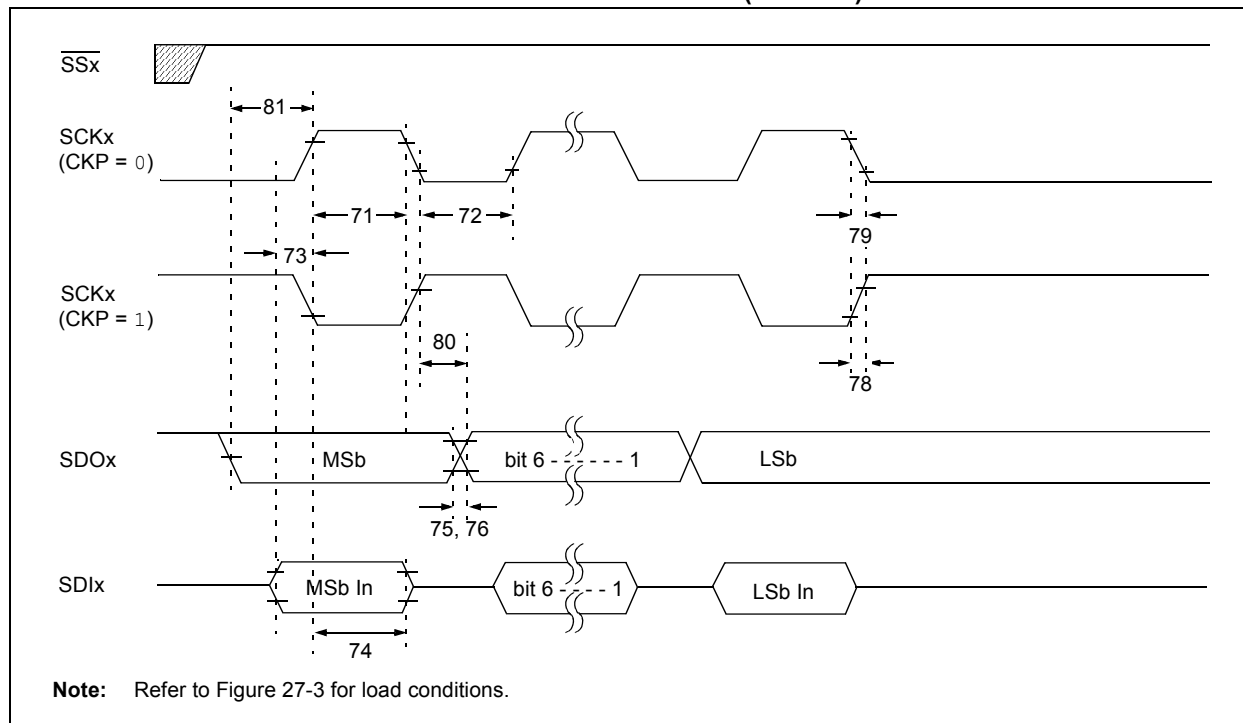 SSx
81
SCKx
(CKP = 0)
71
72
79
73
SCKx
(CKP = 1)
80
78
SDOx
MSb
bit 6 - - - - - - 1
LSb
75, 76
SDIx
MSb In
bit 6 - - - - 1
LSb In
74
Note: Refer to Figure 27-3 for load conditions.